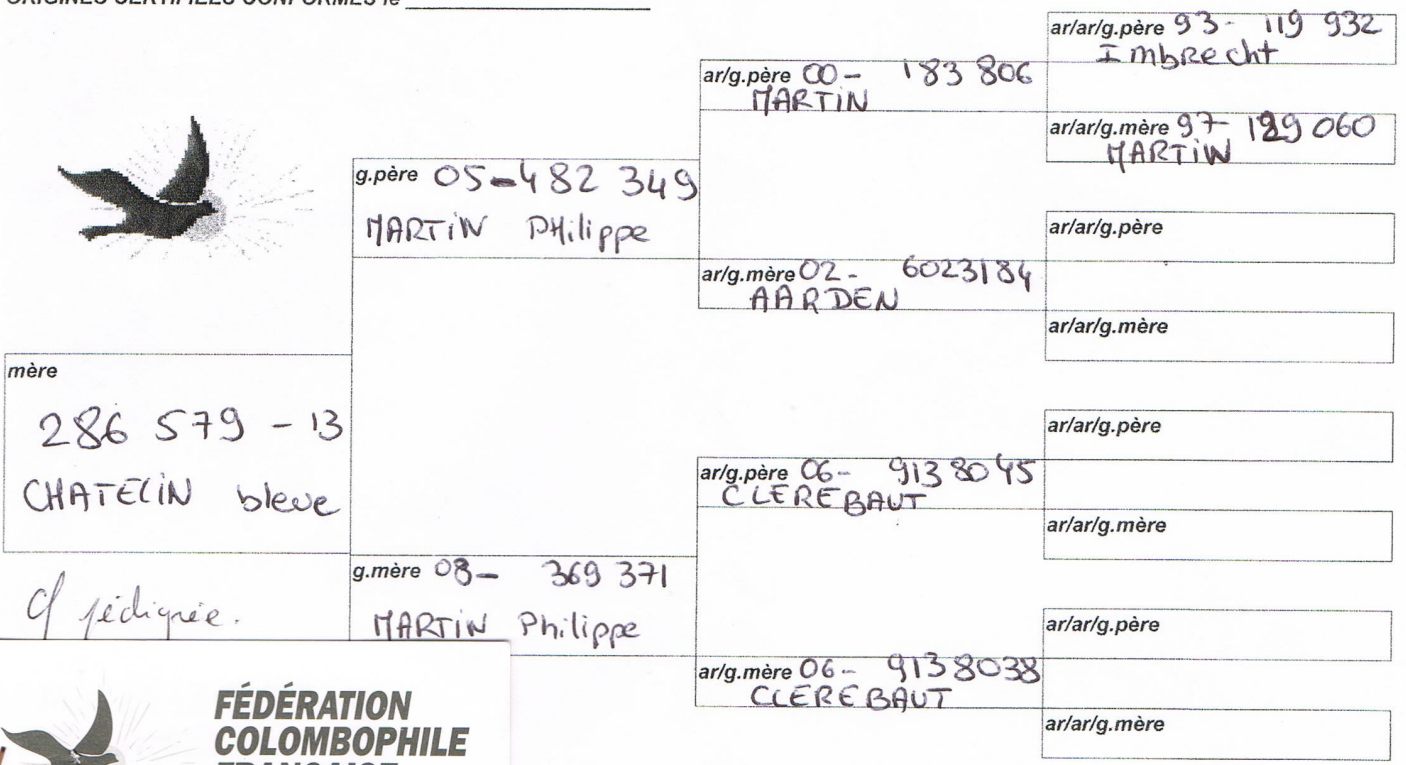 ORIGINES CERTIFIÉES CONFORMES le
mère
286 579 - 13
CHATELIN bleue
Cf pédigrée.
g.père 05-482 349
MARTIN PHilippe
g.mère 08- 369 371
MARTIN Philippe
ar/g.père 00- 183 806
MARTIN
ar/g.mère 02- 6023184
AARDEN
ar/g.père 06- 9138045
CLEREBAUT
ar/g.mère 06- 9138038
CLEREBAUT
ar/ar/g.père 93- 119 932
Imbrecht
ar/ar/g.mère 97- 129 060
MARTIN
ar/ar/g.père
ar/ar/g.mère
ar/ar/g.père
ar/ar/g.mère
ar/ar/g.père
ar/ar/g.mère
FÉDÉRATION
COLOMBOPHILE
FRANÇAISE